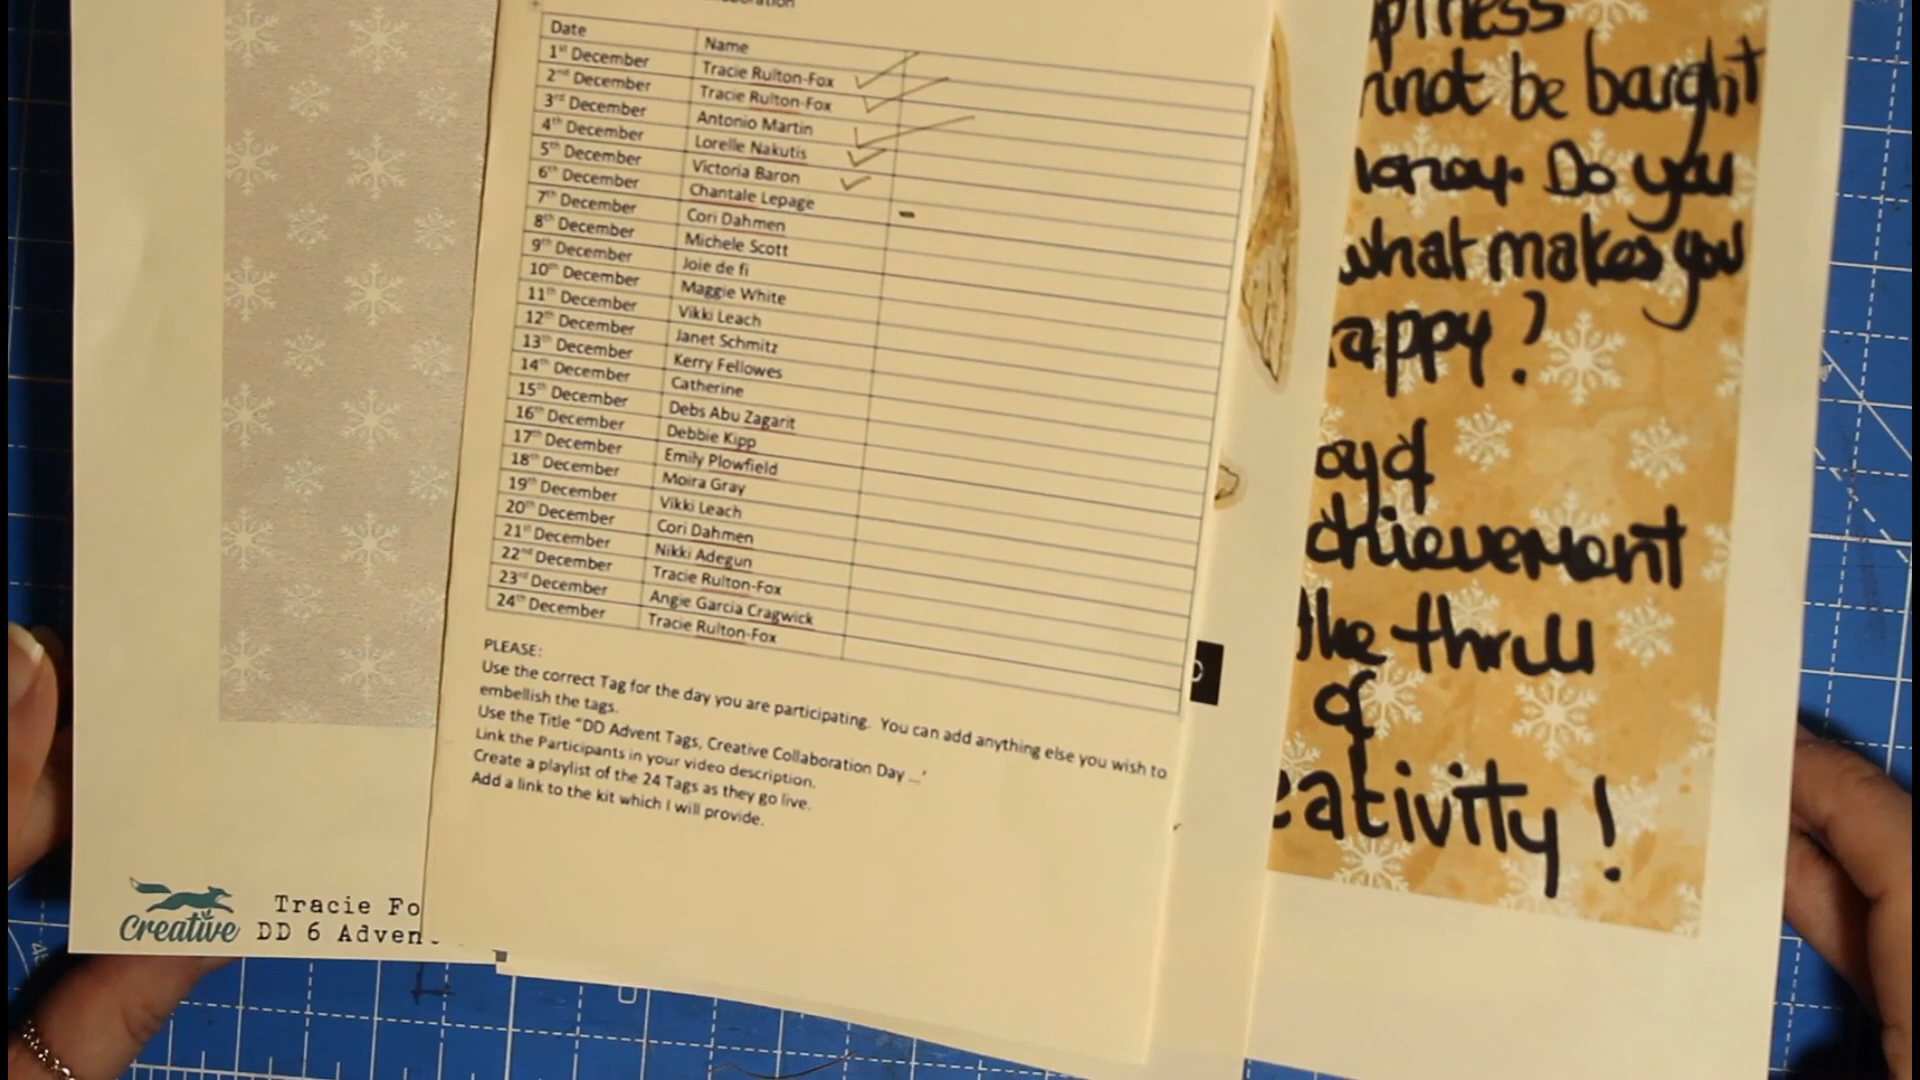 Date Name
1st December Tracie Rulton-Fox
2nd December Tracie Rulton-Fox
3rd December Antonio Martin
4th December Lorelle Nakutis
5th December Victoria Baron
6th December Chantale Lepage
7th December Cori Dahmen
8th December Michele Scott
9th December Joie de fi
10th December Maggie White
11th December Vikki Leach
12th December Janet Schmitz
13th December Kerry Fellowes
14th December Catherine
15th December Debs Abu Zagarit
16th December Debbie Kipp
17th December Emily Plowfield
18th December Moira Gray
19th December Vikki Leach
20th December Cori Dahmen
21st December Nikki Adegun
22nd December Tracie Rulton-Fox
23rd December Angie Garcia Cragwick
24th December Tracie Rulton-Fox
PLEASE:
Use the correct Tag for the day you are participating. You can add anything else you wish to
embellish the tags.
Use the Title “DD Advent Tags, Creative Collaboration Day …’
Link the Participants in your video description.
Create a playlist of the 24 Tags as they go live.
Add a link to the kit which I will provide.
Creative
Tracie Fo
DD 6 Adven
piness
nnot be baught
Do you
what makes you
appy?
chievement
the thrill
of
eativity!